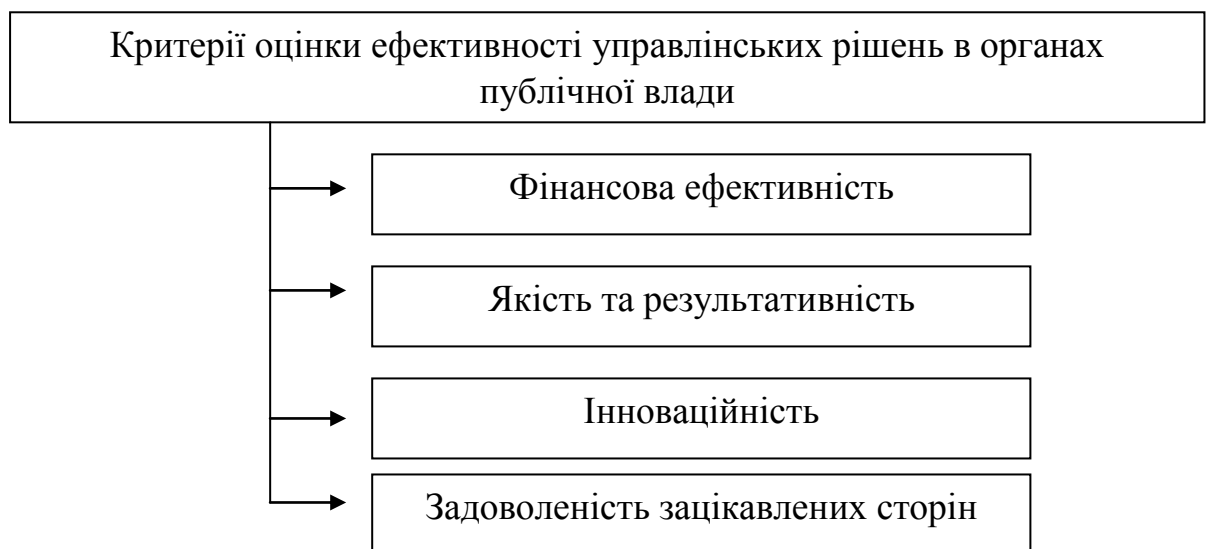 Критерії оцінки ефективності управлінських рішень в органах
публічної влади
Фінансова ефективність
Якість та результативність
Інноваційність
Задоволеність зацікавлених сторін